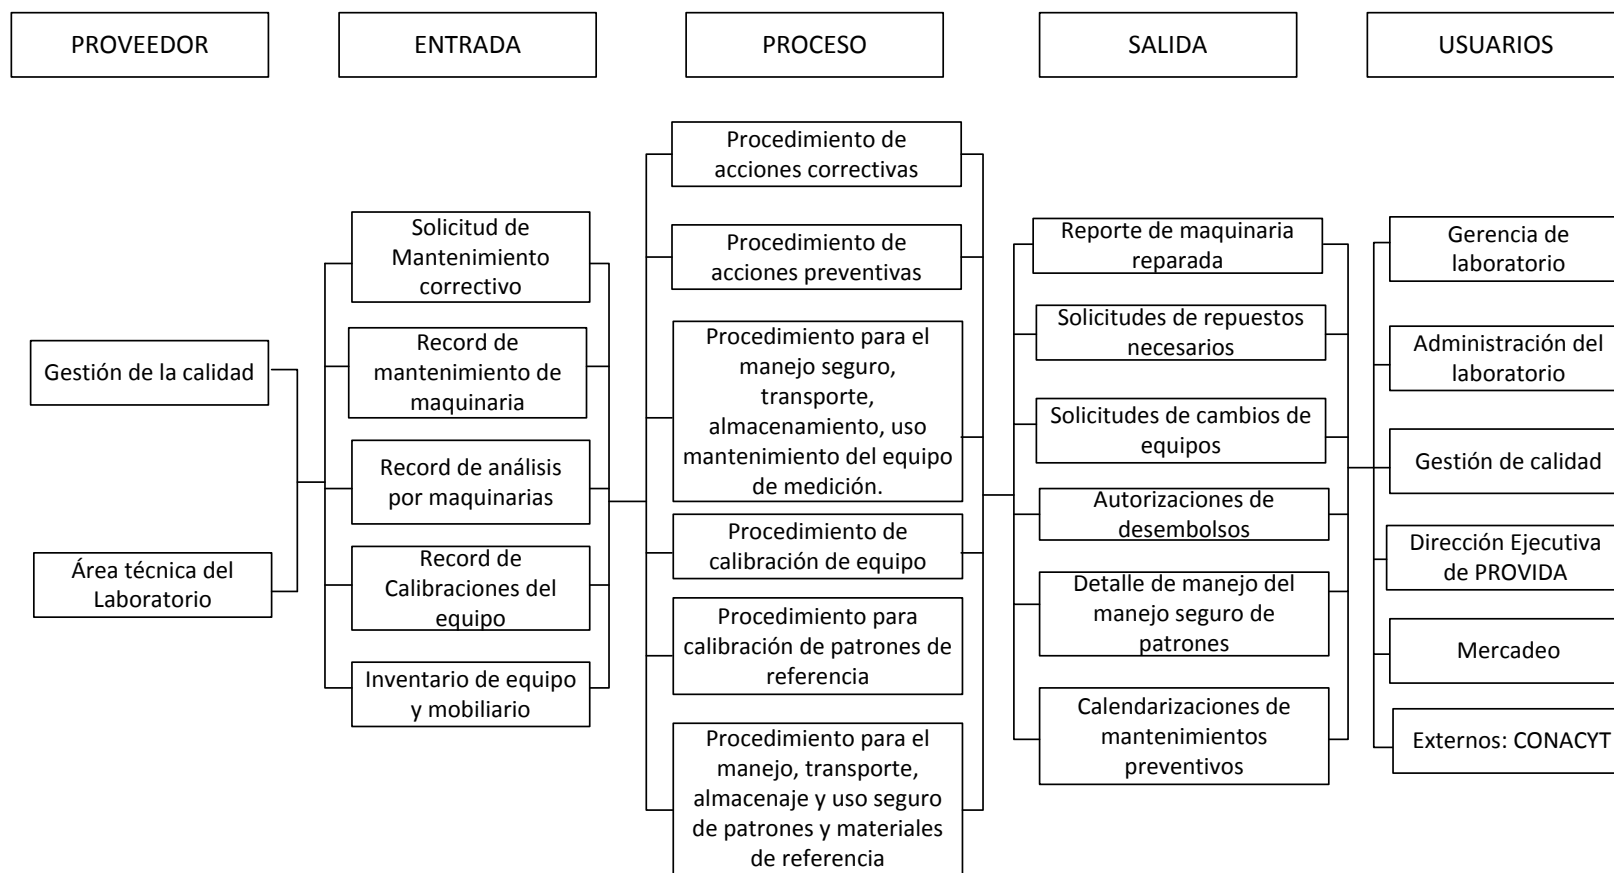 PROVEEDOR
ENTRADA
PROCESO
SALIDA
USUARIOS
Gestión de la calidad
Área técnica del
Laboratorio
Solicitud de
Mantenimiento
correctivo
Record de
mantenimiento de
maquinaria
Record de análisis
por maquinarias
Record de
Calibraciones del
equipo
Inventario de equipo
y mobiliario
Procedimiento de
acciones correctivas
Procedimiento de
acciones preventivas
Procedimiento para el
manejo seguro,
transporte,
almacenamiento, uso
mantenimiento del equipo
de medición.
Procedimiento de
calibración de equipo
Procedimiento para
calibración de patrones de
referencia
Procedimiento para el
manejo, transporte,
almacenaje y uso seguro
de patrones y materiales
de referencia
Reporte de maquinaria
reparada
Solicitudes de repuestos
necesarios
Solicitudes de cambios de
equipos
Autorizaciones de
desembolsos
Detalle de manejo del
manejo seguro de
patrones
Calendarizaciones de
mantenimientos
preventivos
Gerencia de
laboratorio
Administración del
laboratorio
Gestión de calidad
Dirección Ejecutiva
de PROVIDA
Mercadeo
Externos: CONACYT